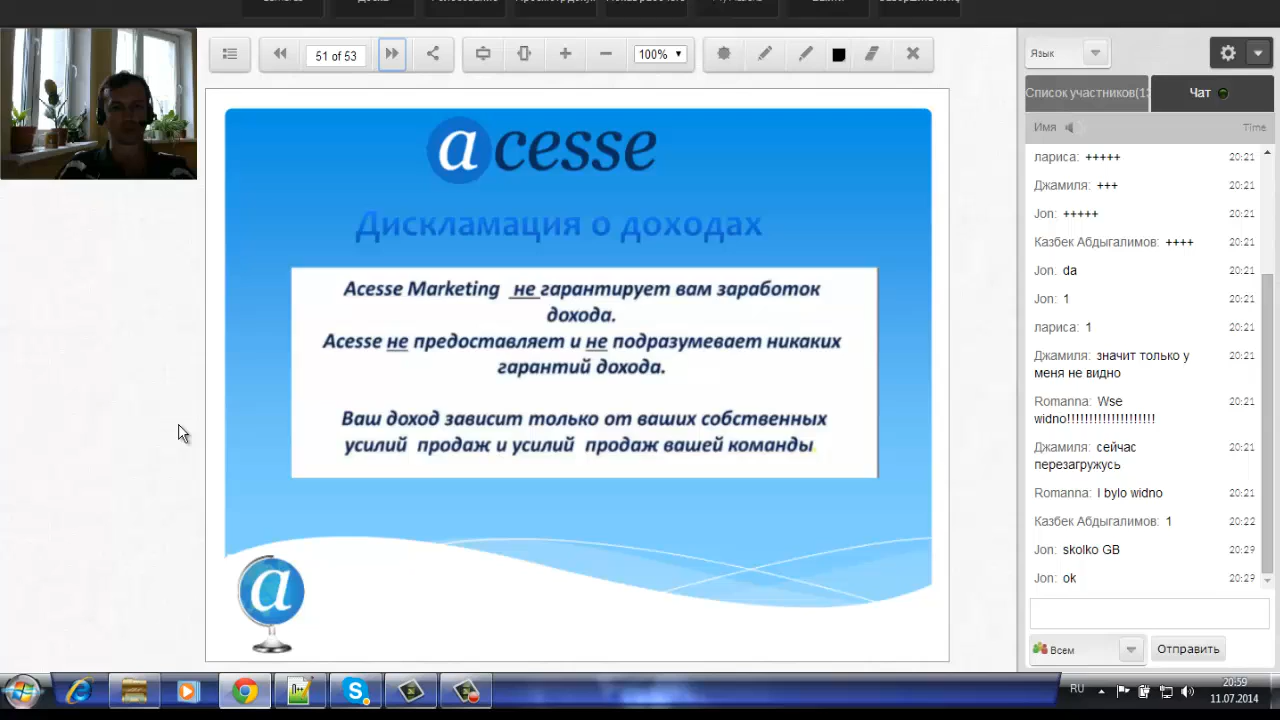 51 of 53
100%
acesse
Дискламация о доходах
Acesse Marketing не гарантирует вам заработок
дохода.
Acesse не предоставляет и не подразумевает никаких
гарантий дохода.
Ваш доход зависит только от ваших собственных
усилий продаж и усилий продаж вашей команды.
a
Язык
Список участников(1
Чат
Имя
Time
лариса: +++++ 20:21
Джамиля: +++ 20:21
Jon: +++++ 20:21
Казбек Абдыгалимов: ++++ 20:21
Jon: da 20:21
Jon: 1 20:21
лариса: 1 20:21
Джамиля: значит только у 20:21
меня не видно
Romanna: Wse 20:21
widno!!!!!!!!!!!!!!!!!!!!
Джамиля: сейчас 20:21
перезагружусь
Romanna: I bylo widno 20:21
Казбек Абдыгалимов: 1 20:22
Jon: skolko GB 20:29
Jon: ok 20:29
Всем
Отправить
RU
20:59
11.07.2014